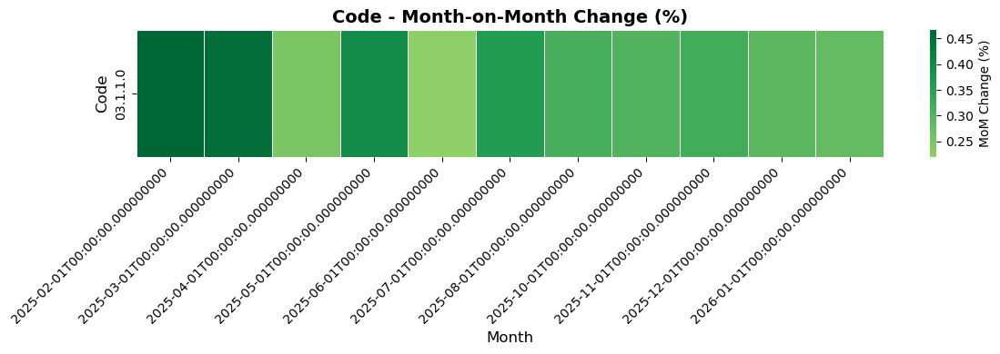 Code - Month-on-Month Change (%)
Code
03.1.1.0
2025-02-01T00:00:00.000000000
2025-03-01T00:00:00.000000000
2025-04-01T00:00:00.000000000
2025-05-01T00:00:00.000000000
2025-06-01T00:00:00.000000000
2025-07-01T00:00:00.000000000
2025-08-01T00:00:00.000000000
2025-10-01T00:00:00.000000000
2025-11-01T00:00:00.000000000
2025-12-01T00:00:00.000000000
2026-01-01T00:00:00.000000000
Month
0.45
0.40
0.35
0.30
0.25
MoM Change (%)